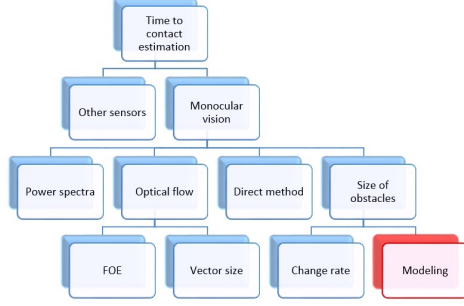 Time to
contact
estimation
Other sensors
Monocular
vision
Power spectra
Optical flow
Direct method
Size of
obstacles
FOE
Vector size
Change rate
Modeling